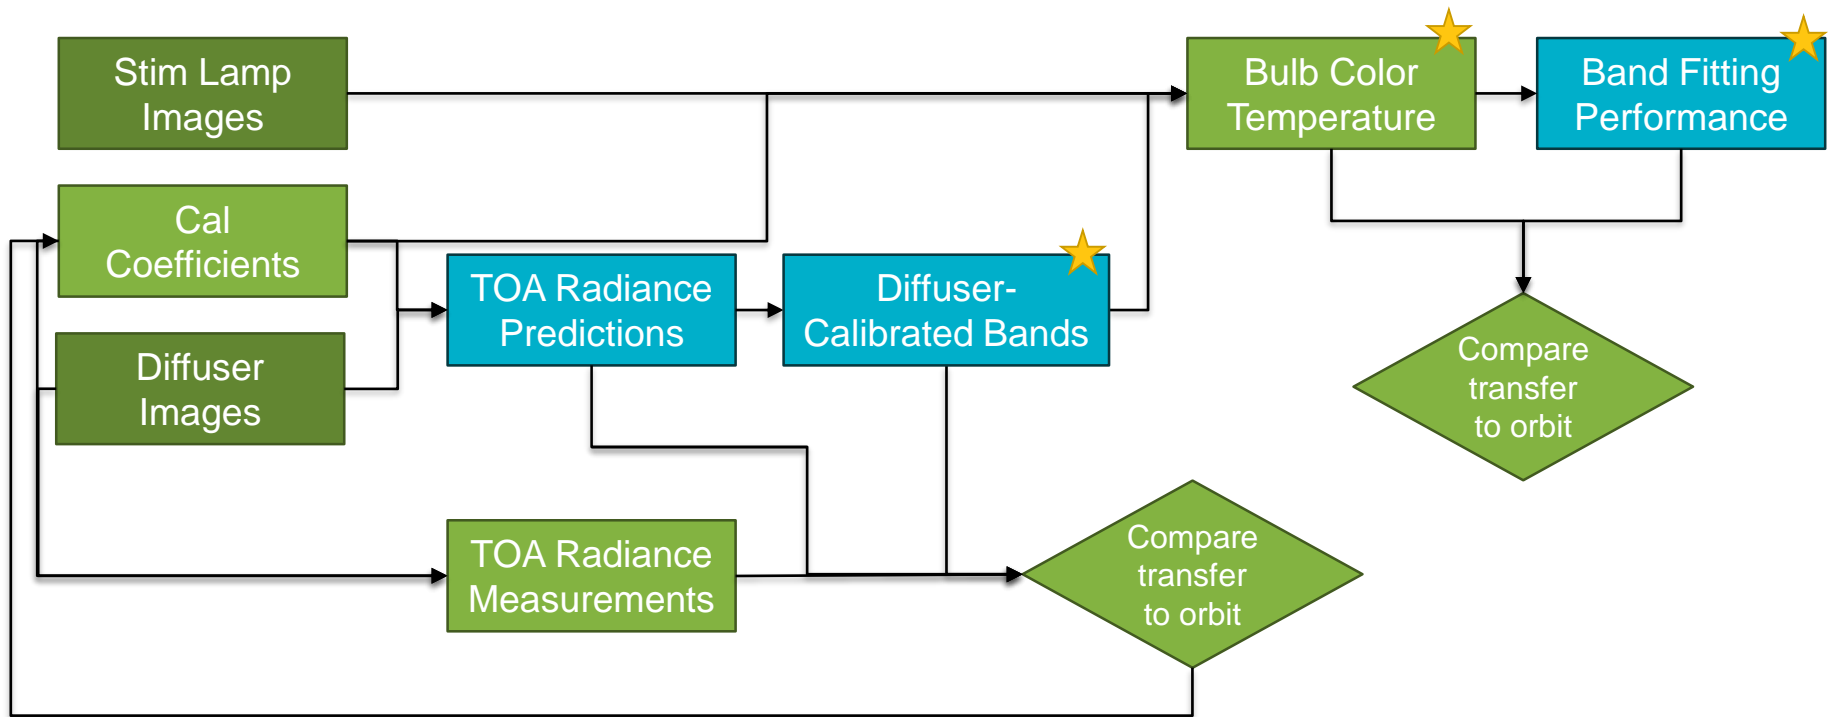 Stim Lamp
Images
Bulb Color
Temperature
Band Fitting
Performance
Cal
Coefficients
TOA Radiance
Predictions
Diffuser-
Calibrated Bands
Diffuser
Images
Compare
transfer
to orbit
TOA Radiance
Measurements
Compare
transfer
to orbit